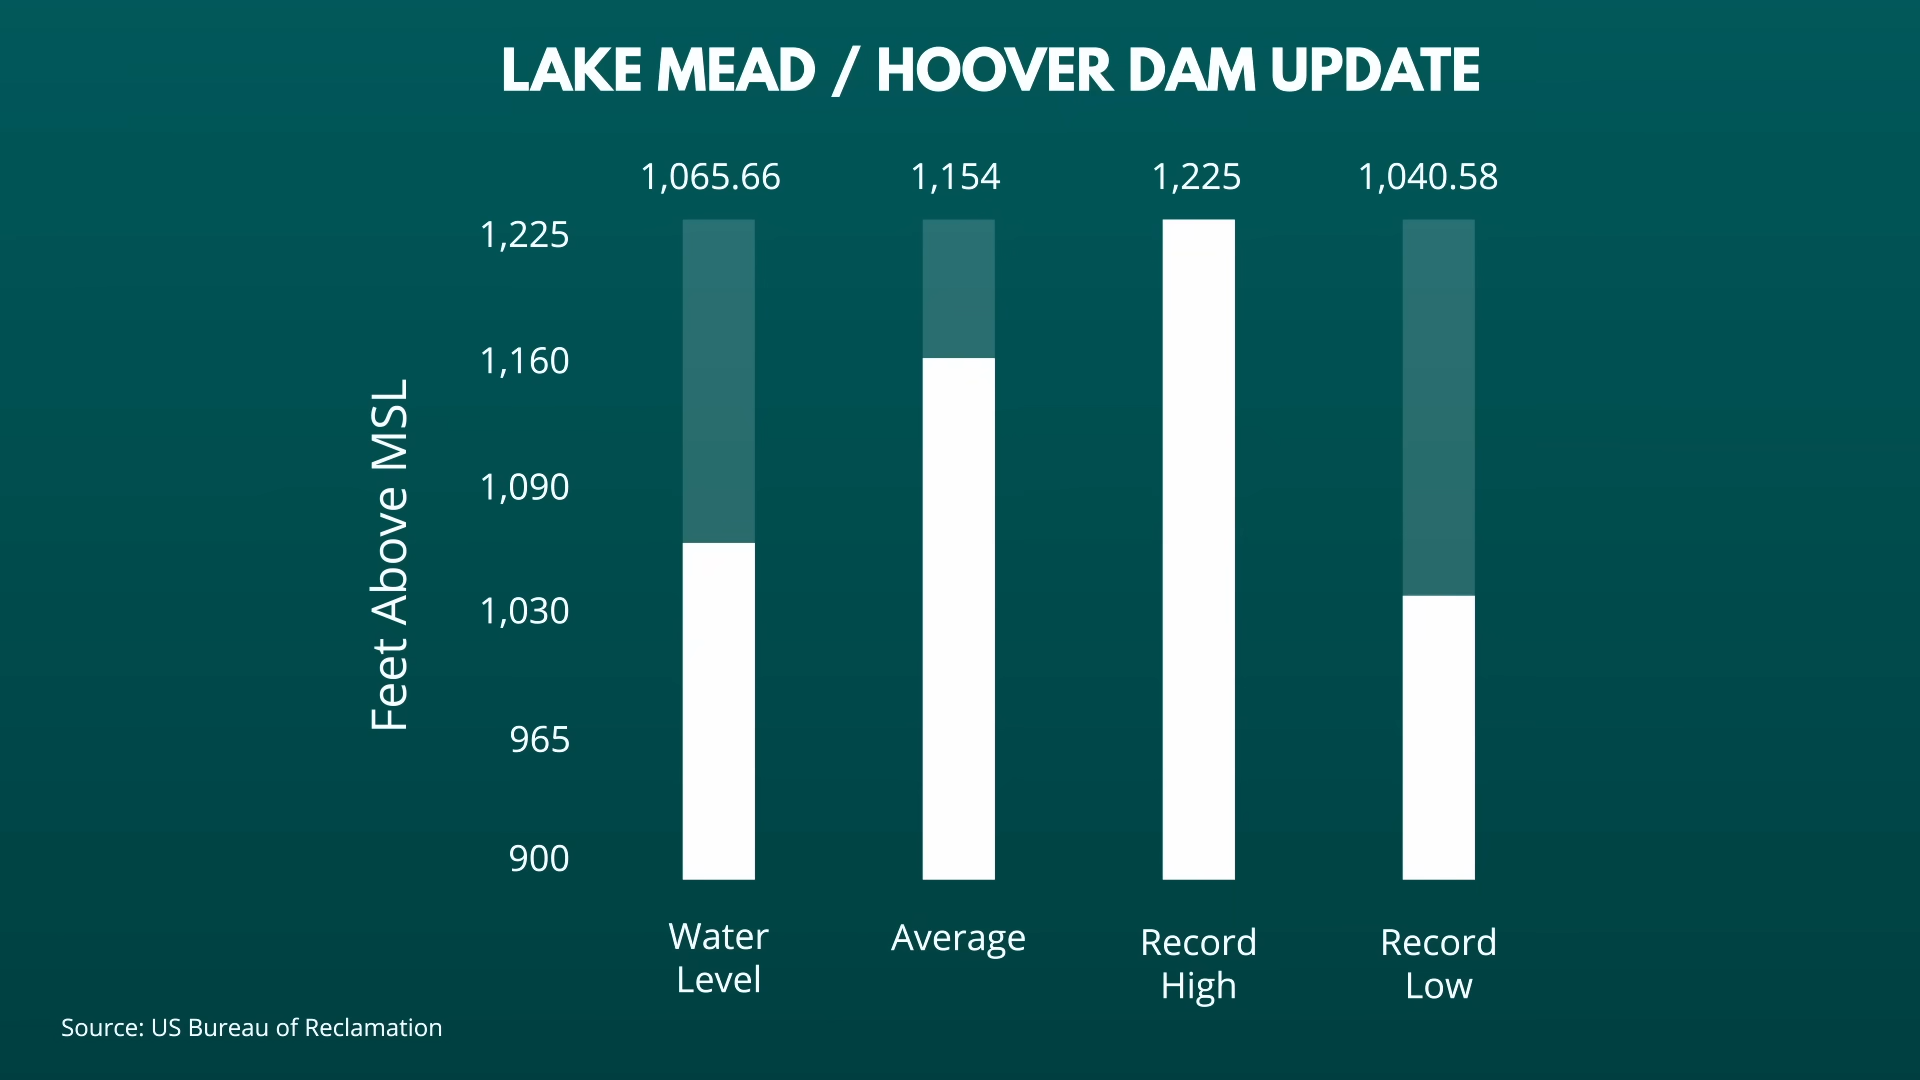 LAKE MEAD / HOOVER DAM UPDATE
1,065.66 1,154 1,225 1,040.58
1,225
1,160
1,090
1,030
965
900
Feet Above MSL
Water Average Record Record
Level High Low
Source: US Bureau of Reclamation